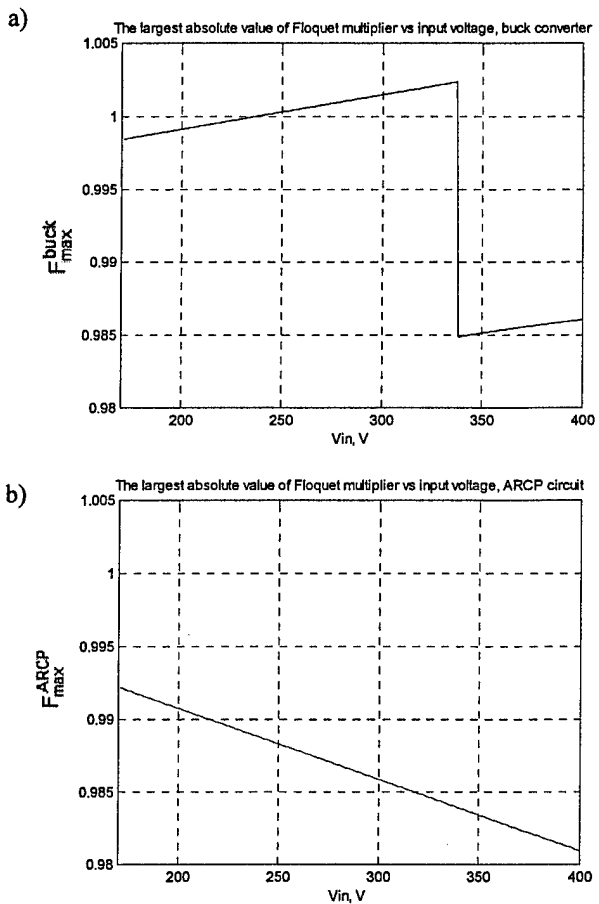 a)
The largest absolute value of Floquet multiplier vs input voltage, buck converter
1.005
1
0.995
0.99
0.985
0.98
F buck max
200 250 300 350 400
Vin, V
b)
The largest absolute value of Floquet multiplier vs input voltage, ARCP circuit
1.005
1
0.995
0.99
0.985
0.98
F ARCP max
200 250 300 350 400
Vin, V